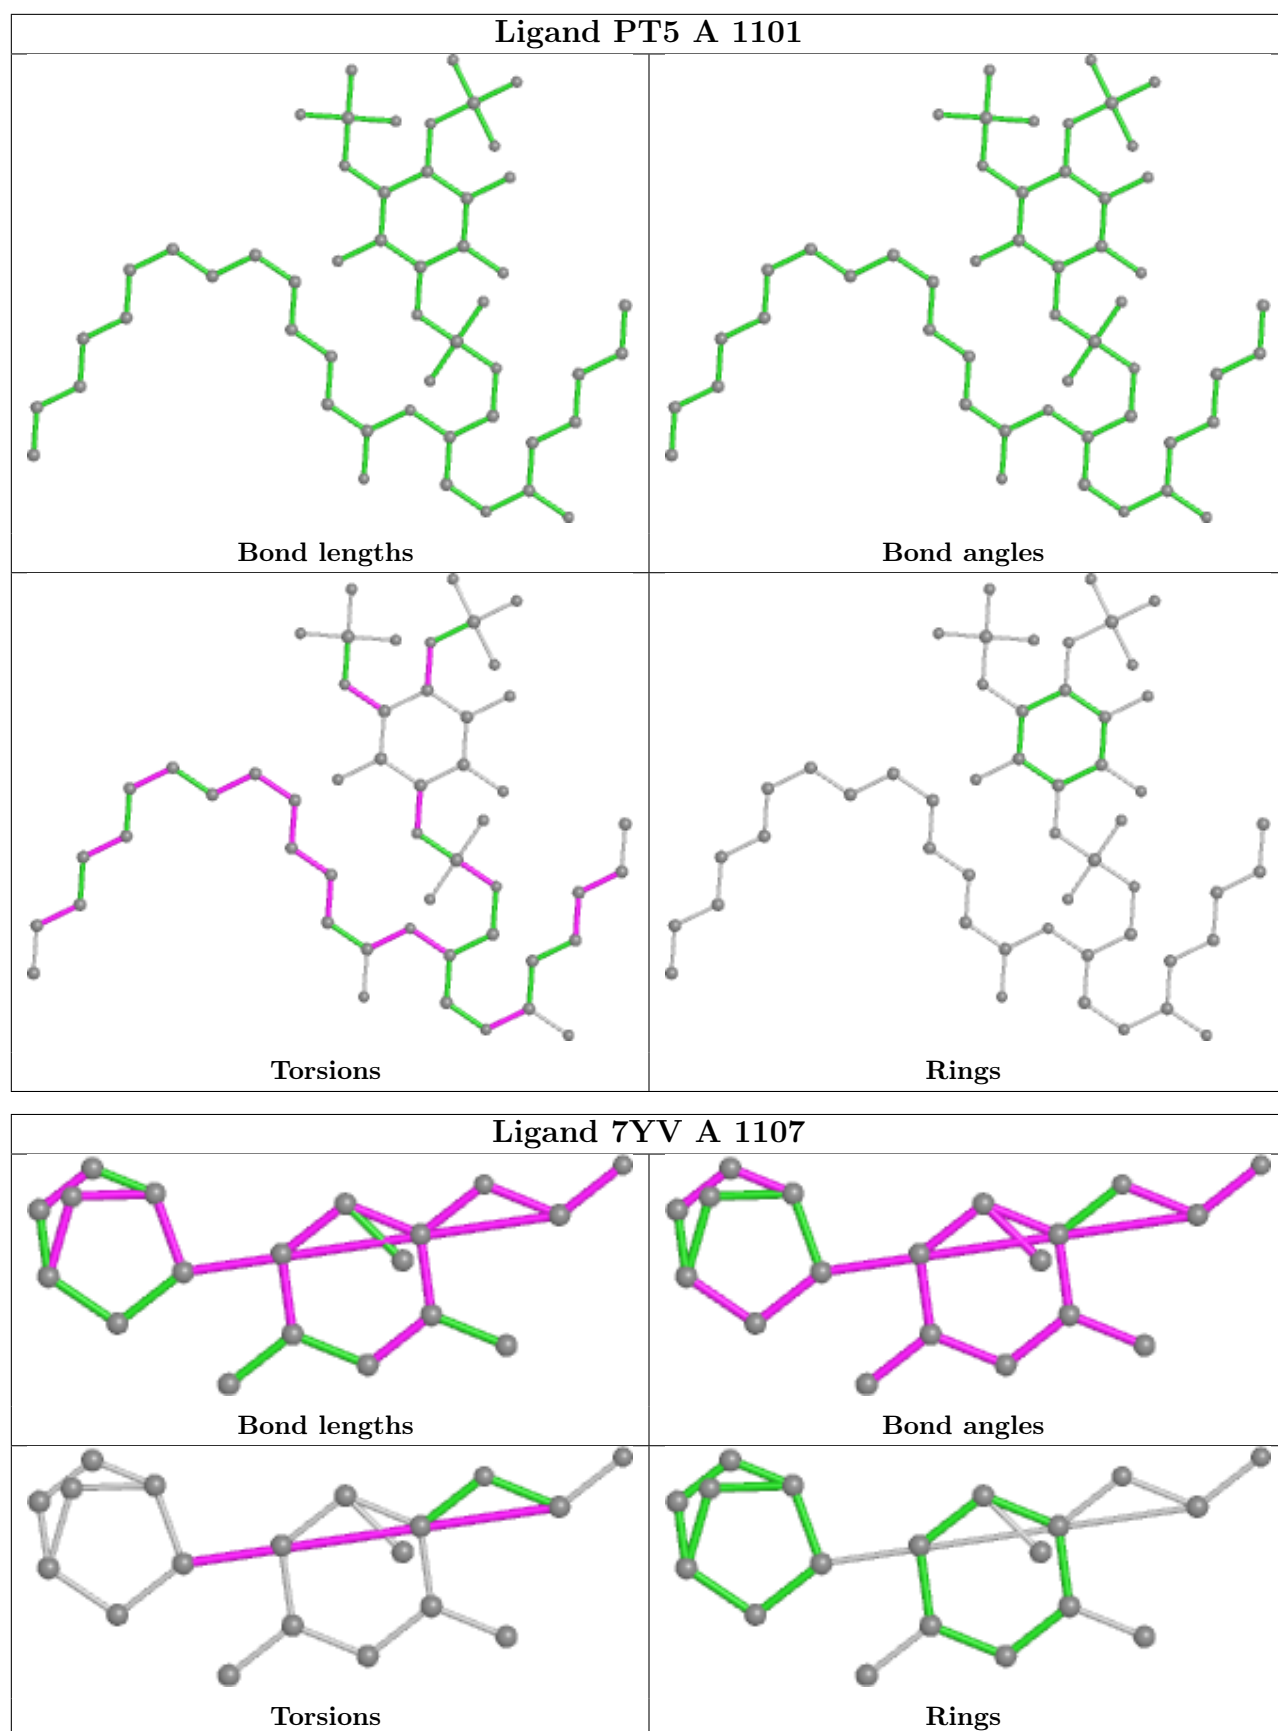 Ligand PT5 A 1101
Bond lengths
Bond angles
Torsions
Rings
Ligand 7YV A 1107
Bond lengths
Bond angles
Torsions
Rings